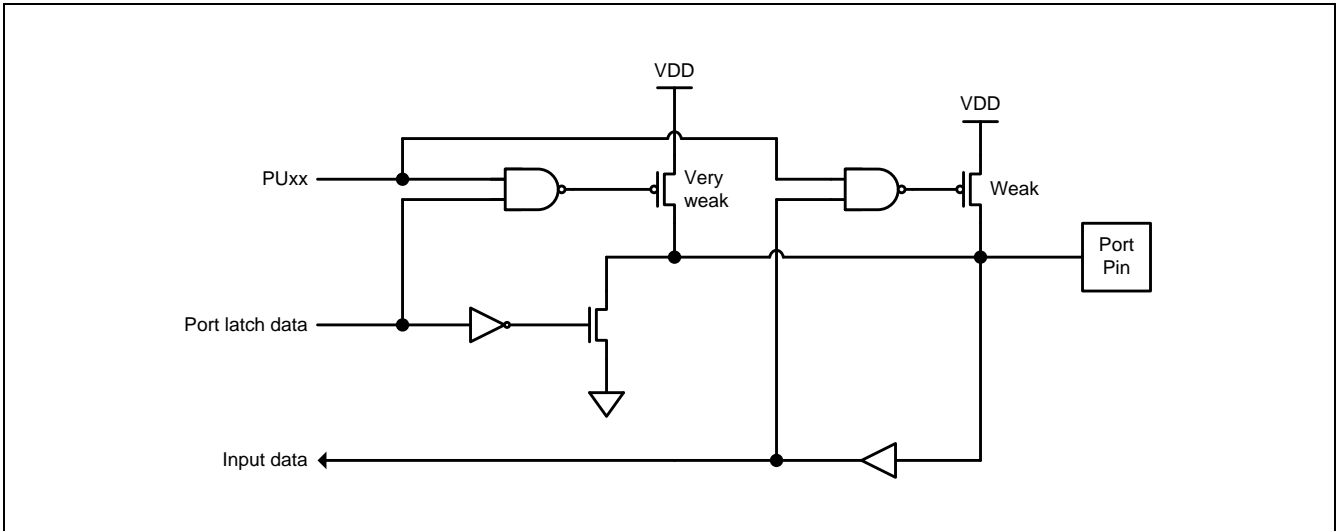 VDD
VDD
PUxx
Very
weak
Weak
Port
Pin
Port latch data
Input data